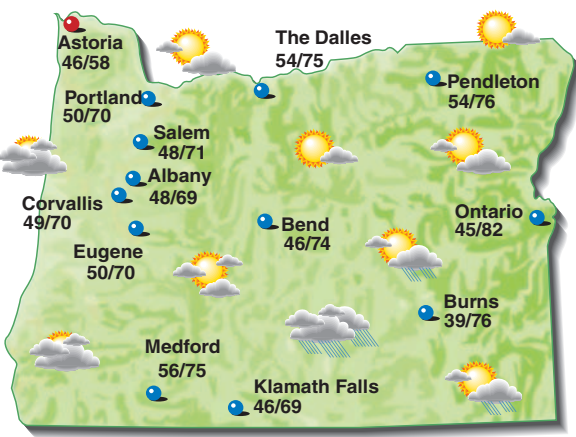 Astoria
46/58
The Dalles
54/75
Portland
50/70
Pendleton
54/76
Salem
48/71
Albany
48/69
Corvallis
49/70
Eugene
50/70
Bend
46/74
Ontario
45/82
Burns
39/76
Medford
56/75
Klamath Falls
46/69